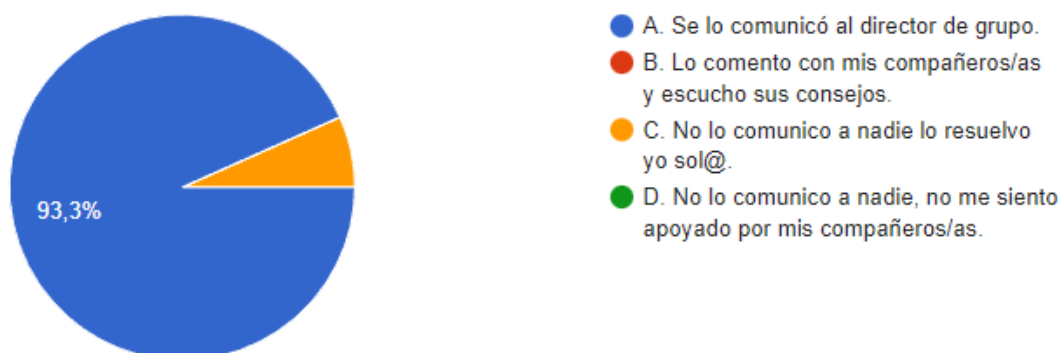 A. Se lo comunicó al director de grupo.
B. Lo comento con mis compañeros/as
y escucho sus consejos.
C. No lo comunico a nadie lo resuelvo
yo sol@.
D. No lo comunico a nadie, no me siento
apoyado por mis compañeros/as.
93,3%